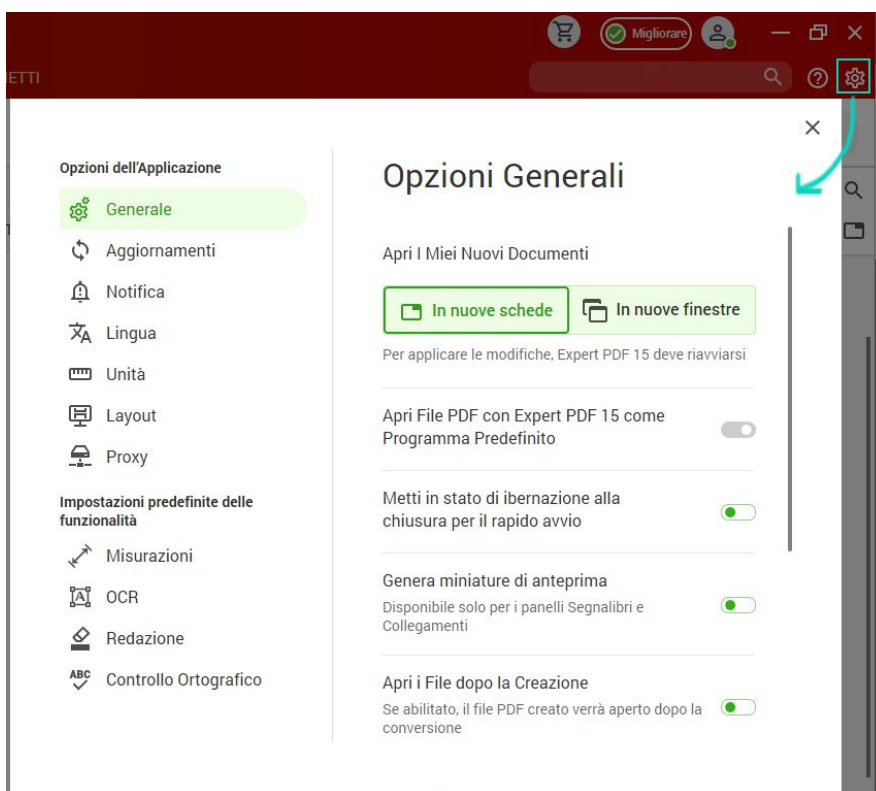 Migliorare
ETTI
Opzioni dell'Applicazione
Generale
Aggiornamenti
Notifica
Lingua
Unità
Layout
Proxy
Impostazioni predefinite delle
funzionalità
Misurazioni
OCR
Redazione
ABC
Controllo Ortografico
Opzioni Generali
Apri I Miei Nuovi Documenti
In nuove schede
In nuove finestre
Per applicare le modifiche, Expert PDF 15 deve riavviarsi
Apri File PDF con Expert PDF 15 come
Programma Predefinito
Metti in stato di ibernazione alla
chiusura per il rapido avvio
Genera miniature di anteprima
Disponibile solo per i panelli Segnalibri e
Collegamenti
Apri i File dopo la Creazione
Se abilitato, il file PDF creato verrà aperto dopo la
conversione